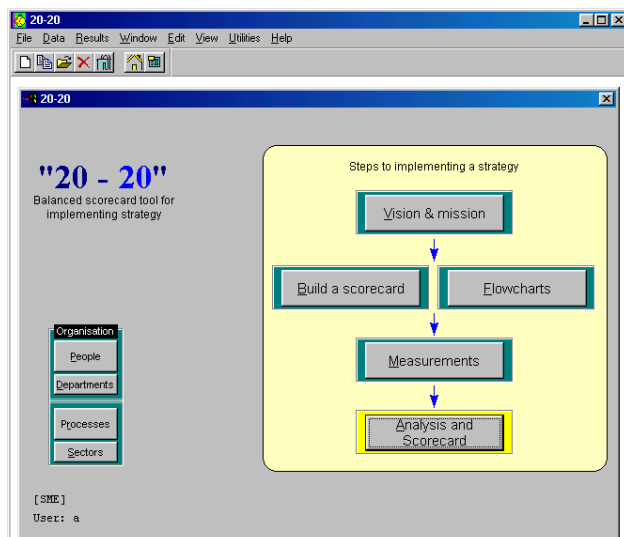 20-20
File Data Results Window Edit View Utilities Help
20-20
"20 - 20"
Balanced scorecard tool for
implementing strategy
Steps to implementing a strategy
Vision & mission
Build a scorecard
Flowcharts
Measurements
Analysis and
Scorecard
Organisation
People
Departments
Processes
Sectors
[SME]
User: a